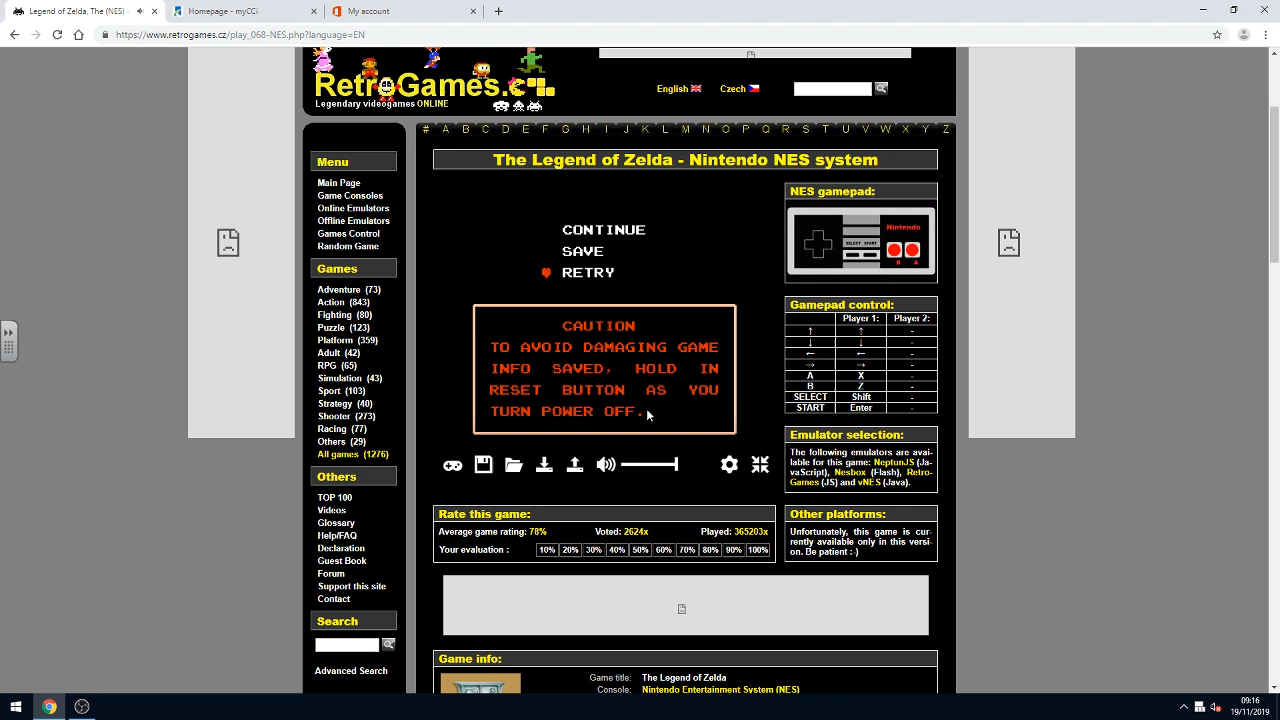 Legend of Zelda, The (NES) -
Homepage - myCCi
My account
https://www.retrogames.cz/play_068-NES.php?language=EN
RetroGames.cz
Legendary videogames ONLINE
English
Czech
# A B C D E F G H I J K L M N O P Q R S T U V W X Y Z
Menu
Main Page
Game Consoles
Online Emulators
Offline Emulators
Games Control
Random Game
Games
Adventure (73)
Action (843)
Fighting (80)
Puzzle (123)
Platform (359)
Adult (42)
RPG (65)
Simulation (43)
Sport (103)
Strategy (40)
Shooter (273)
Racing (77)
Others (29)
All games (1276)
Others
TOP 100
Videos
Glossary
Help/FAQ
Declaration
Guest Book
Forum
Support this site
Contact
Search
Advanced Search
The Legend of Zelda - Nintendo NES system
CONTINUE
SAVE
RETRY
CAUTION
TO AVOID DAMAGING GAME
INFO SAVED, HOLD IN
RESET BUTTON AS YOU
TURN POWER OFF.
Rate this game:
Average game rating: 78% Voted: 2624x Played: 365203x
Your evaluation : 10% 20% 30% 40% 50% 60% 70% 80% 90% 100%
Game info:
Game title: The Legend of Zelda
Console: Nintendo Entertainment System (NES)
NES gamepad:
Nintendo
SELECT START
B A
Gamepad control:
Player 1: Player 2:
↑ ↑ -
↓ ↓ -
← ← -
→ → -
A X -
B Z -
SELECT Shift -
START Enter -
Emulator selection:
The following emulators are avai-
lable for this game: NeptunJS (Ja-
vaScript), Nesbox (Flash), Retro-
Games (JS) and vNES (Java).
Other platforms:
Unfortunately, this game is cur-
rently available only in this versi-
on. Be patient :-)
09:16
19/11/2019